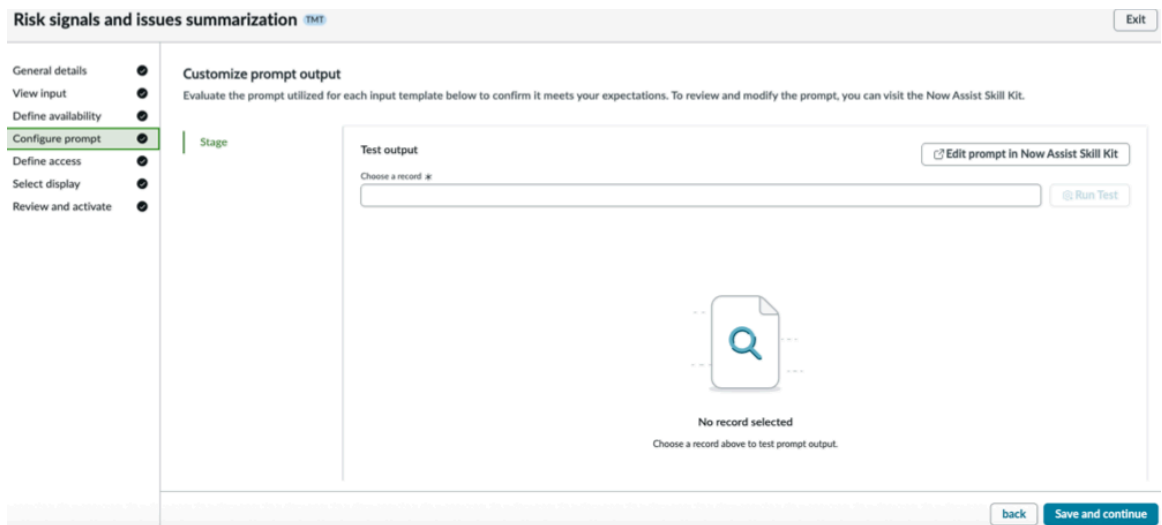 Risk signals and issues summarization TMT
Exit
General details
View input
Define availability
Configure prompt
Define access
Select display
Review and activate
Customize prompt output
Evaluate the prompt utilized for each input template below to confirm it meets your expectations. To review and modify the prompt, you can visit the Now Assist Skill Kit.
Stage
Test output
Edit prompt in Now Assist Skill Kit
Choose a record *
Run Test
No record selected
Choose a record above to test prompt output.
back
Save and continue